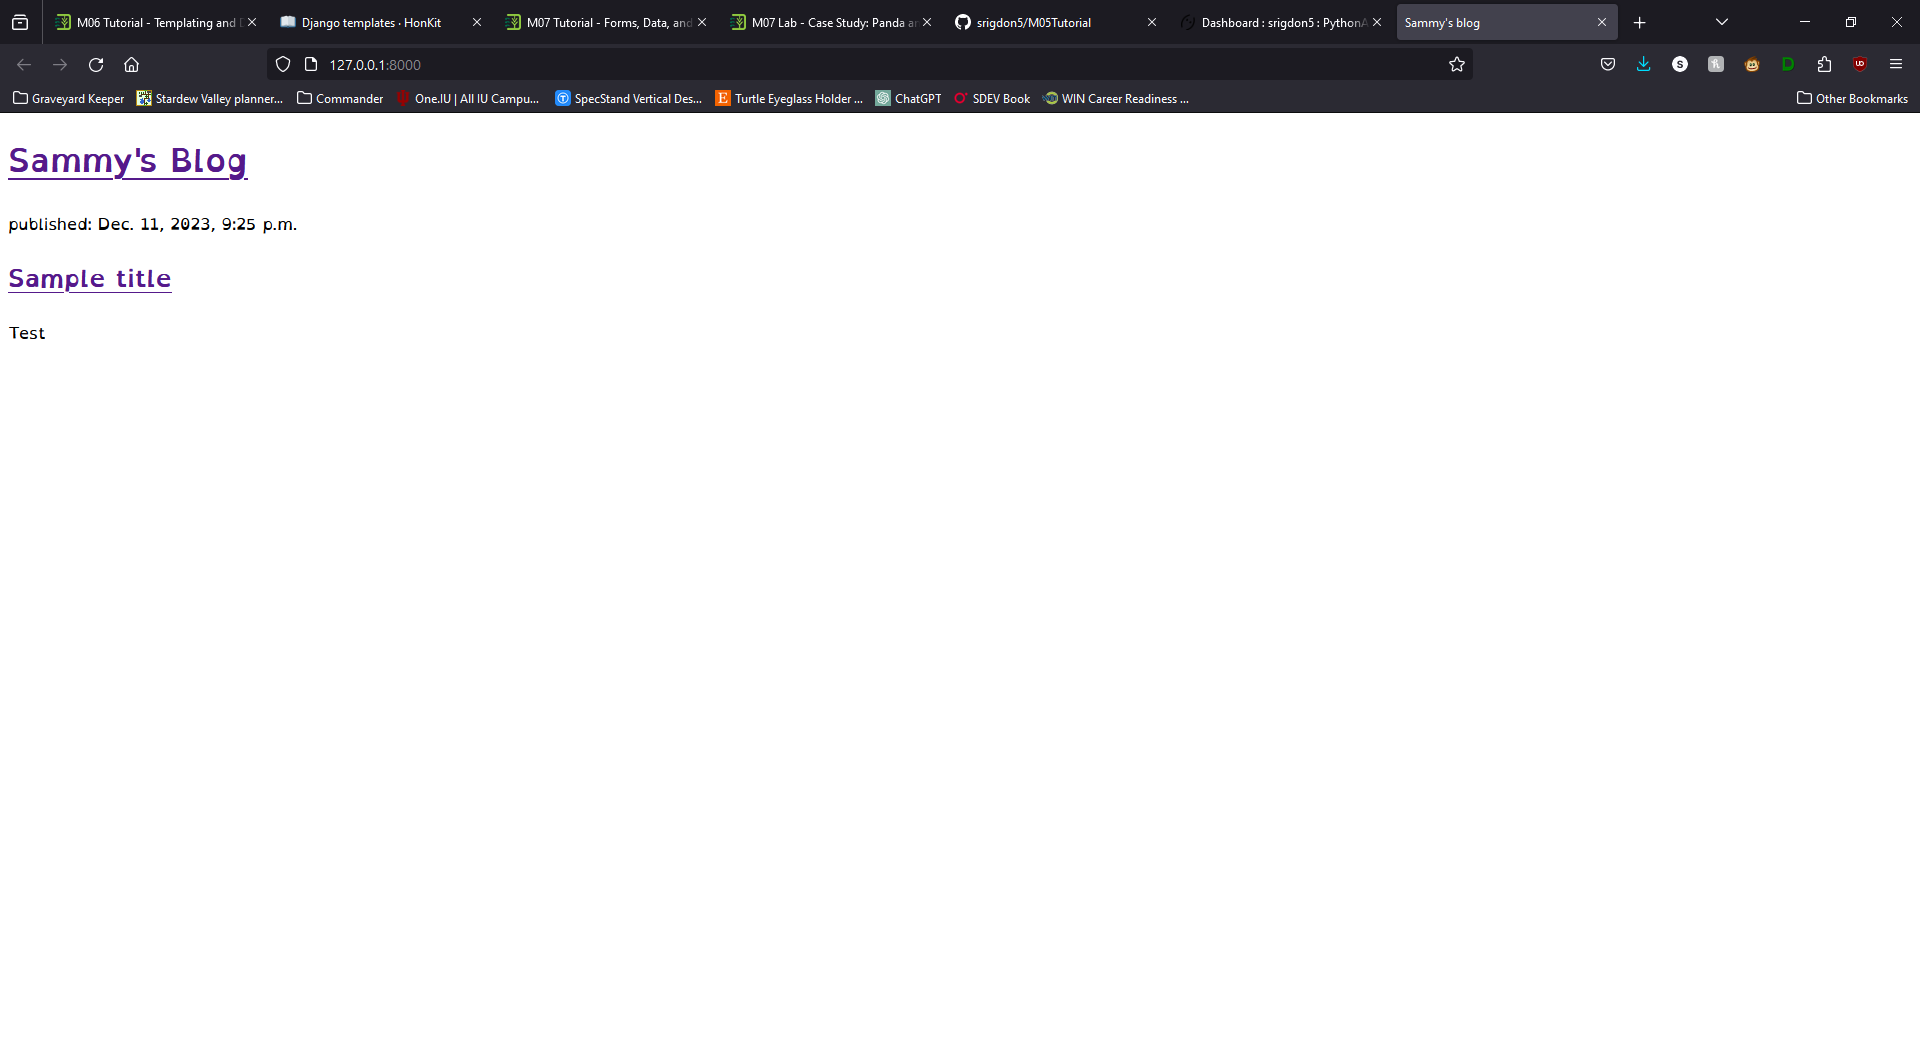 M06 Tutorial - Templating and
Django templates · HonKit
M07 Tutorial - Forms, Data, and
M07 Lab - Case Study: Panda
srigdon5/M05Tutorial
Dashboard : srigdon5 : Python
Sammy's blog
127.0.0.1:8000
Graveyard Keeper
Stardew Valley planner...
Commander
One.IU | All IU Campu...
SpecStand Vertical Des...
Turtle Eyeglass Holder ...
ChatGPT
SDEV Book
WIN Career Readiness ...
Other Bookmarks
Sammy's Blog
published: Dec. 11, 2023, 9:25 p.m.
Sample title
Test